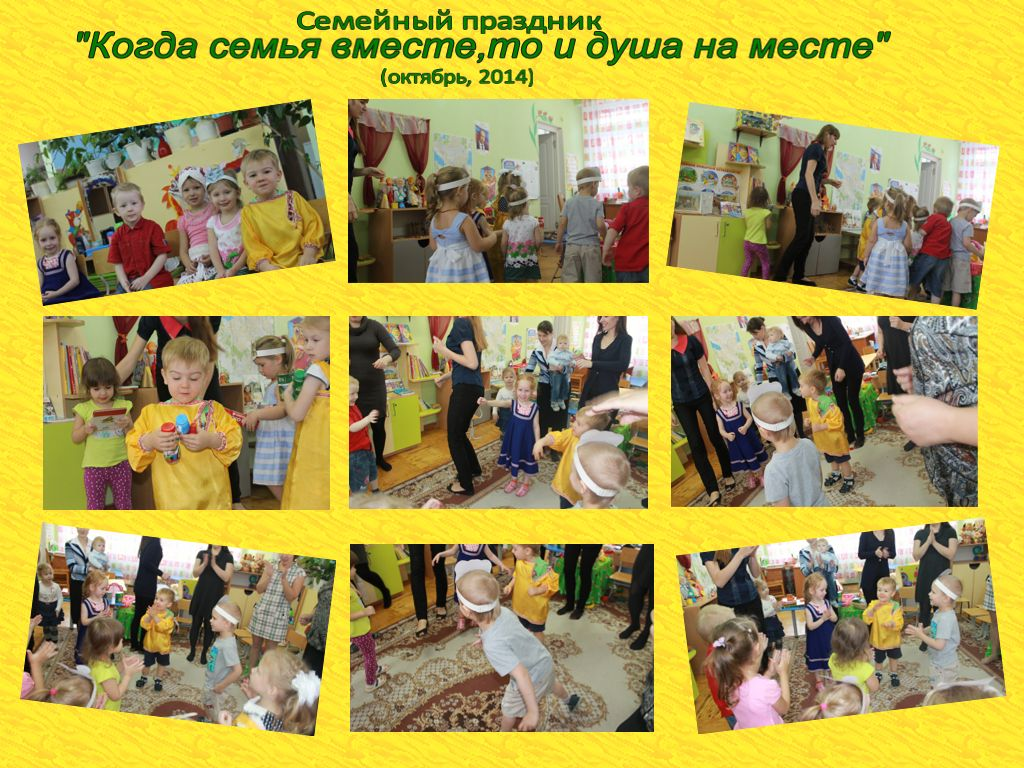 Семейный праздник
"Когда семья вместе,то и душа на месте"
(октябрь, 2014)